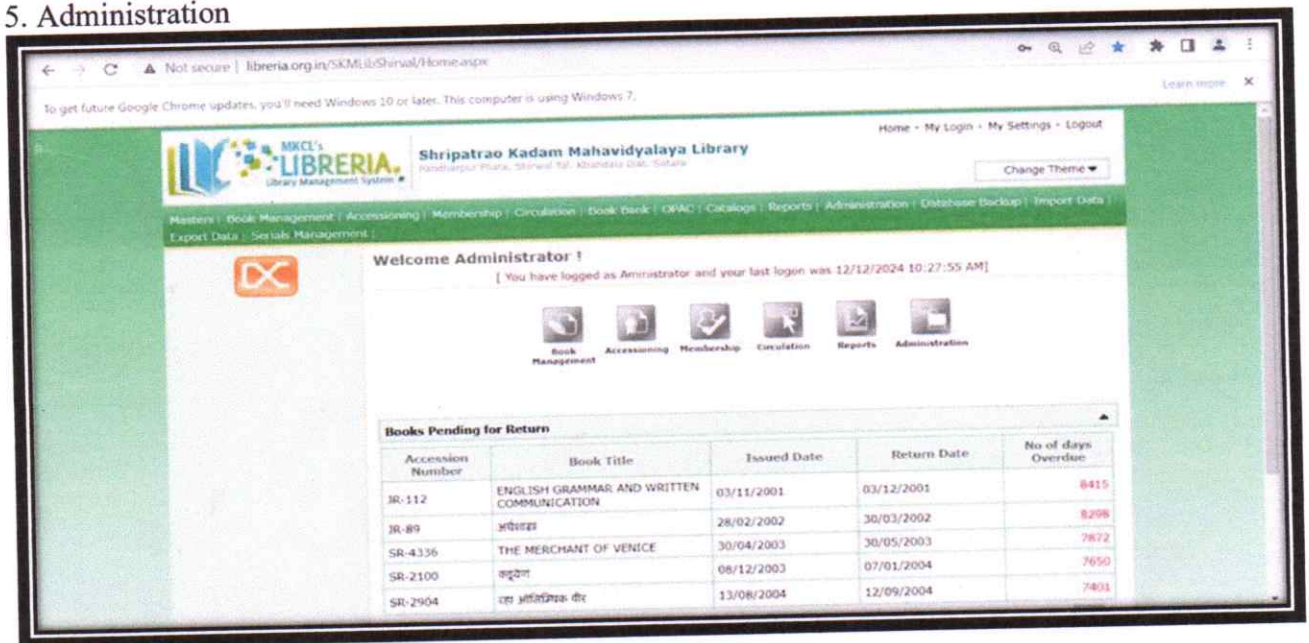 5. Administration
Not secure | libreria.org.in/SKMLib/Shirval/Home.aspx
To get future Google Chrome updates, you'll need Windows 10 or later. This computer is using Windows 7.
Learn more
Home - My Login - My Settings - Logout
MKCL's
LIBRERIA.
Library Management System
Shripatrao Kadam Mahavidyalaya Library
Change Theme
Masters | Book Management | Accessioning | Membership | Circulation | Book Bank | OPAC | Catalogs | Reports | Administration | Database Backup | Import Data |
Export Data | Serials Management |
Welcome Administrator !
[ You have logged as Aministrator and your last logon was 12/12/2024 10:27:55 AM]
Book Management
Accessioning
Membership
Circulation
Reports
Administration
Books Pending for Return
Accession Number
Book Title
Issued Date
Return Date
No of days Overdue
JR-112 ENGLISH GRAMMAR AND WRITTEN COMMUNICATION 03/11/2001 03/12/2001 8415
JR-89 28/02/2002 30/03/2002 8298
SR-4336 THE MERCHANT OF VENICE 30/04/2003 30/05/2003 7872
SR-2100 08/12/2003 07/01/2004 7650
SR-2904 13/08/2004 12/09/2004 7401